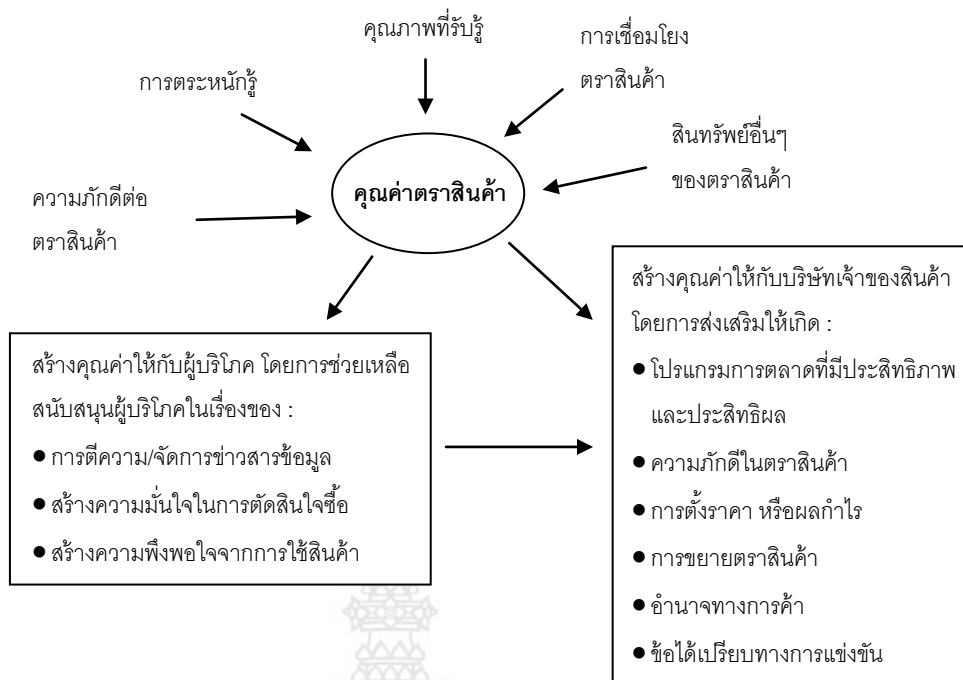 คุณภาพที่รับรู้
การเชื่อมโยง
ตราสินค้า
การตระหนักรู้
สินทรัพย์อื่นๆ
ของตราสินค้า
คุณค่าตราสินค้า
ความภักดีต่อ
ตราสินค้า
สร้างคุณค่าให้กับผู้บริโภค โดยการช่วยเหลือ
สนับสนุนผู้บริโภคในเรื่องของ :
● การตีความ/จัดการข่าวสารข้อมูล
● สร้างความมั่นใจในการตัดสินใจซื้อ
● สร้างความพึงพอใจจากการใช้สินค้า
สร้างคุณค่าให้กับบริษัทเจ้าของสินค้า
โดยการส่งเสริมให้เกิด :
● โปรแกรมการตลาดที่มีประสิทธิภาพ
และประสิทธิผล
● ความภักดีในตราสินค้า
● การตั้งราคา หรือผลกำไร
● การขยายตราสินค้า
● อำนาจทางการค้า
● ข้อได้เปรียบทางการแข่งขัน